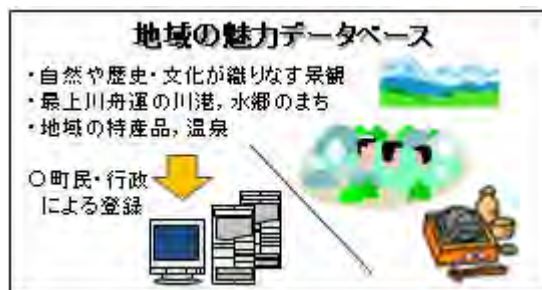 地域の魅力データベース
・自然や歴史・文化が織りなす景観
・最上川舟運の川港，水郷のまち
・地域の特産品，温泉
○町民・行政
による登録